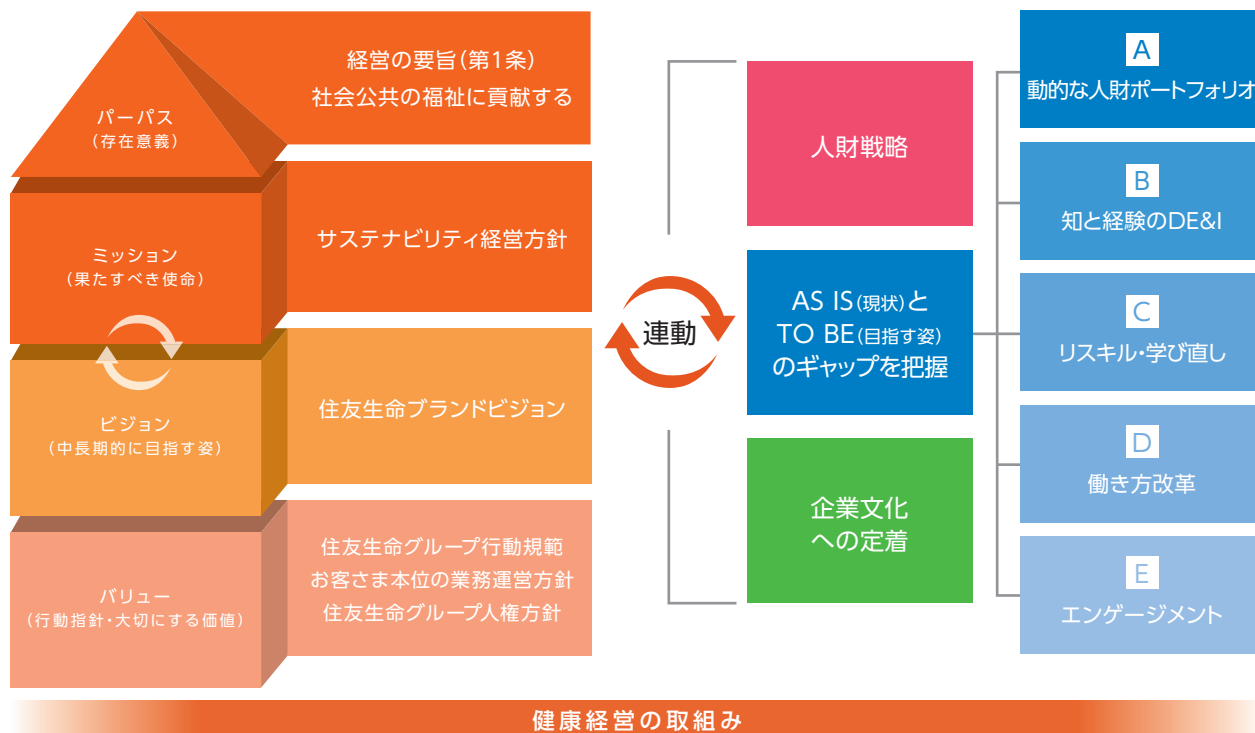 パーパス
（存在意義）
経営の要旨（第1条）
社会公共の福祉に貢献する
ミッション
（果たすべき使命）
サステナビリティ経営方針
ビジョン
（中長期的に目指す姿）
住友生命ブランドビジョン
バリュー
（行動指針・大切にする価値）
住友生命グループ行動規範
お客さま本位の業務運営方針
住友生命グループ人権方針
連動
人財戦略
AS IS（現状）と
TO BE（目指す姿）
のギャップを把握
企業文化
への定着
A
動的な人財ポートフォリオ
B
知と経験のDE&I
C
リスキル・学び直し
D
働き方改革
E
エンゲージメント
健康経営の取組み